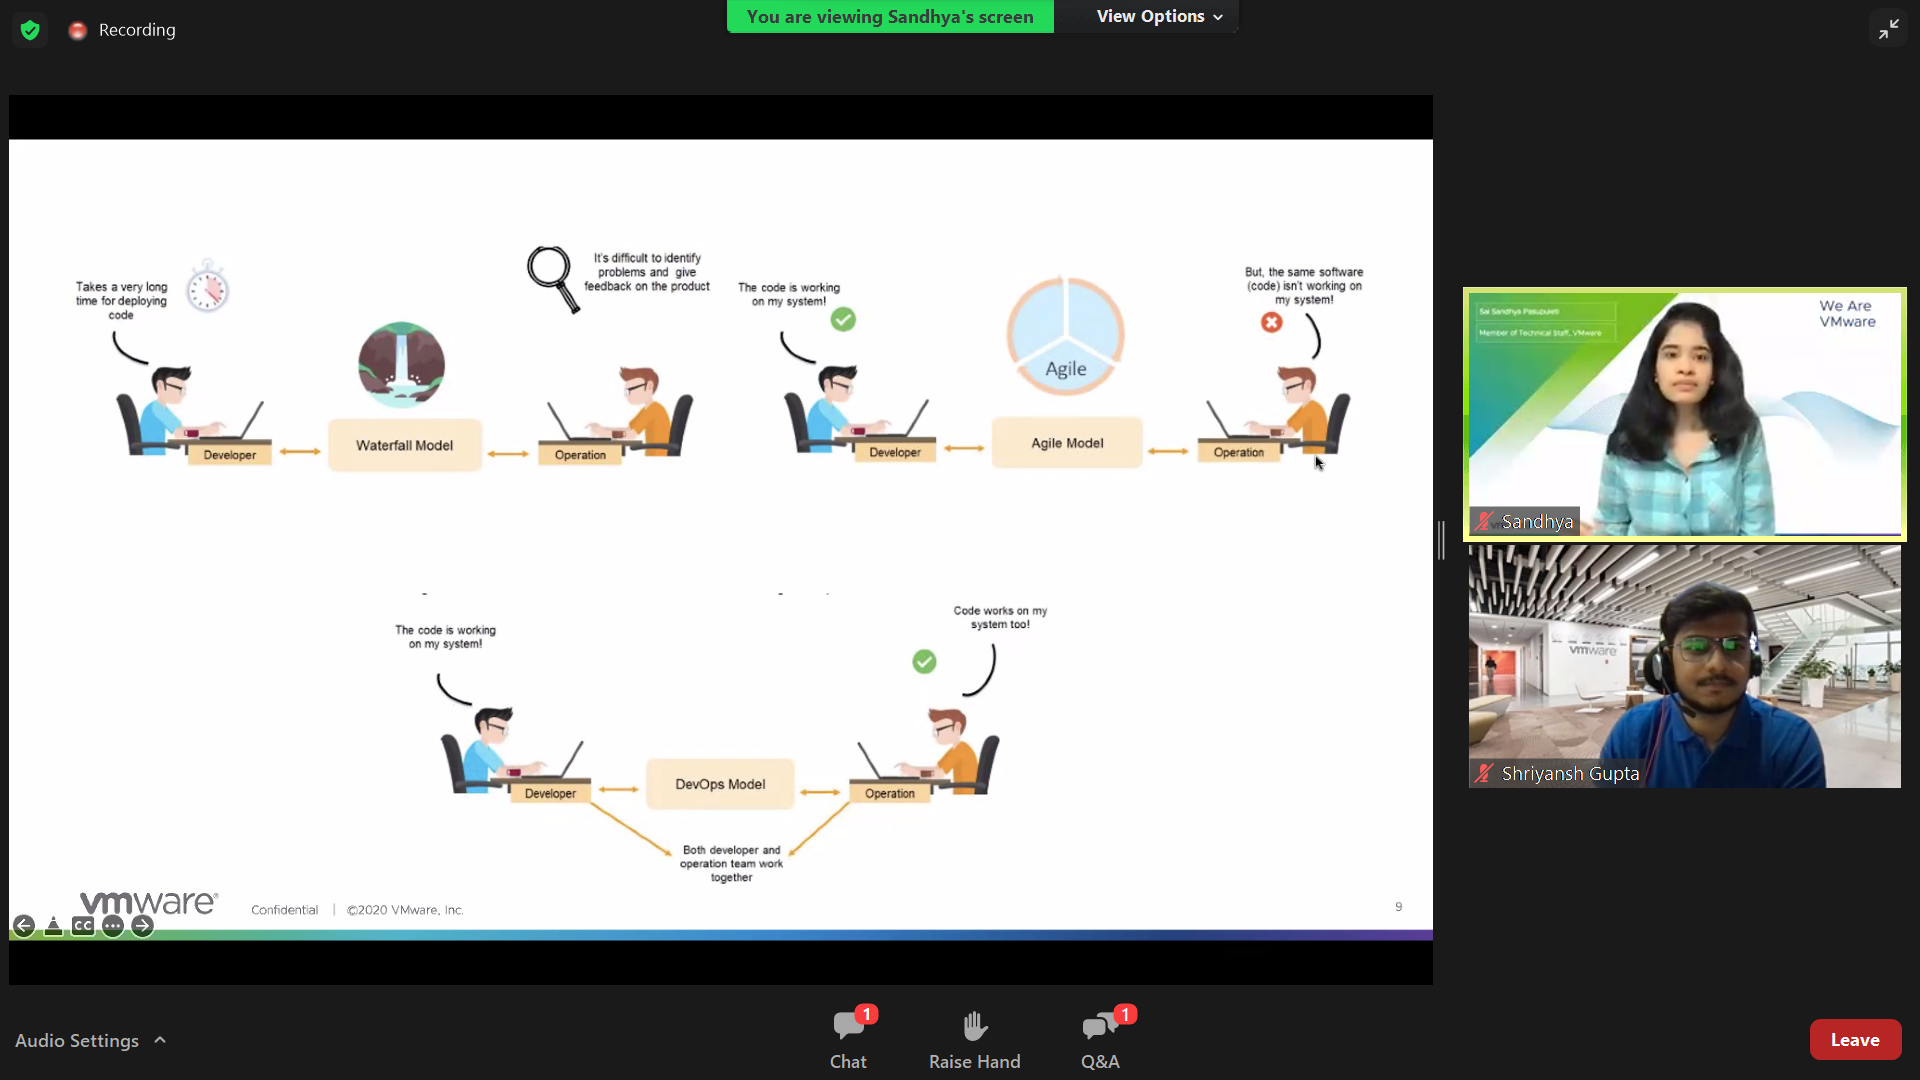 Recording
You are viewing Sandhya's screen
View Options
Takes a very long
time for deploying
code
It's difficult to identify
problems and give
feedback on the product
Developer
Waterfall Model
Operation
The code is working
on my system!
Agile
But, the same software
(code) isn't working on
my system!
Developer
Agile Model
Operation
The code is working
on my system!
Code works on my
system too!
Developer
DevOps Model
Operation
Both developer and
operation team work
together
vmware®
Confidential | ©2020 VMware, Inc.
9
CC
Sai Sandhya Pasupuleti
Member of Technical Staff, VMware
We Are
VMware
Sandhya
vmware
Shriyansh Gupta
Audio Settings
1
Chat
Raise Hand
1
Q&A
Leave